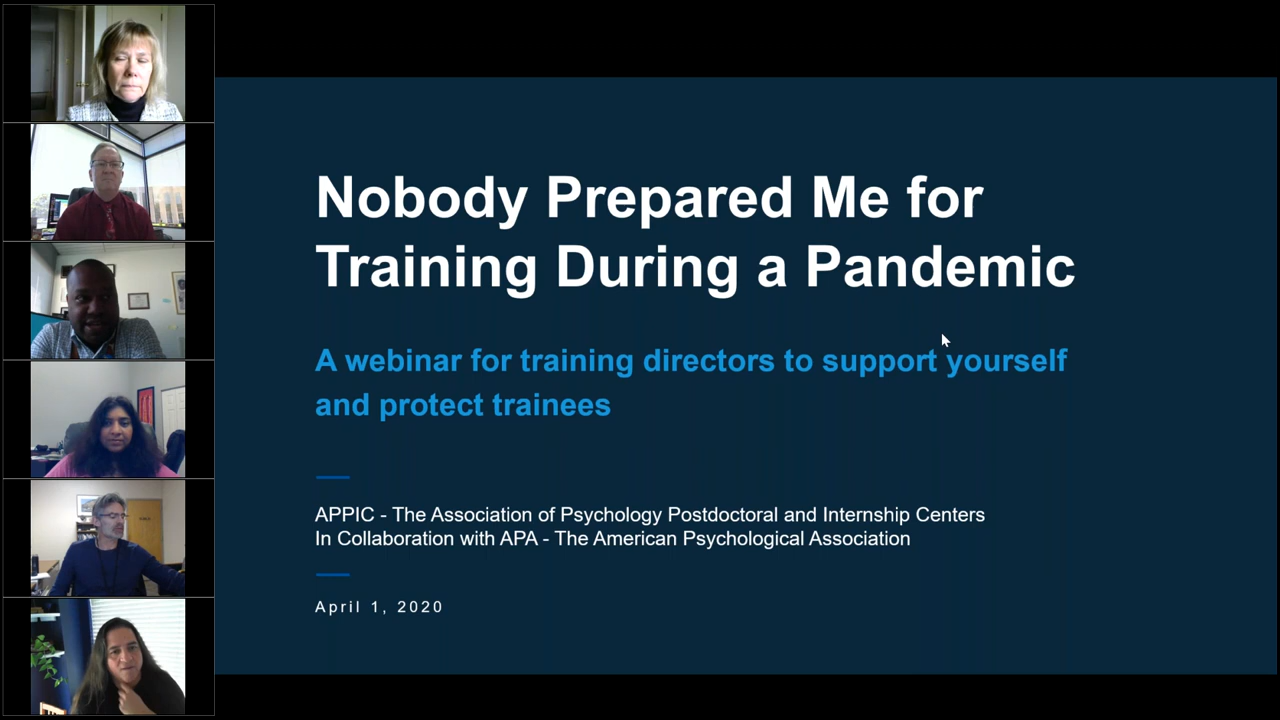 Nobody Prepared Me for
Training During a Pandemic
A webinar for training directors to support yourself
and protect trainees
APPIC - The Association of Psychology Postdoctoral and Internship Centers
In Collaboration with APA - The American Psychological Association
April 1, 2020